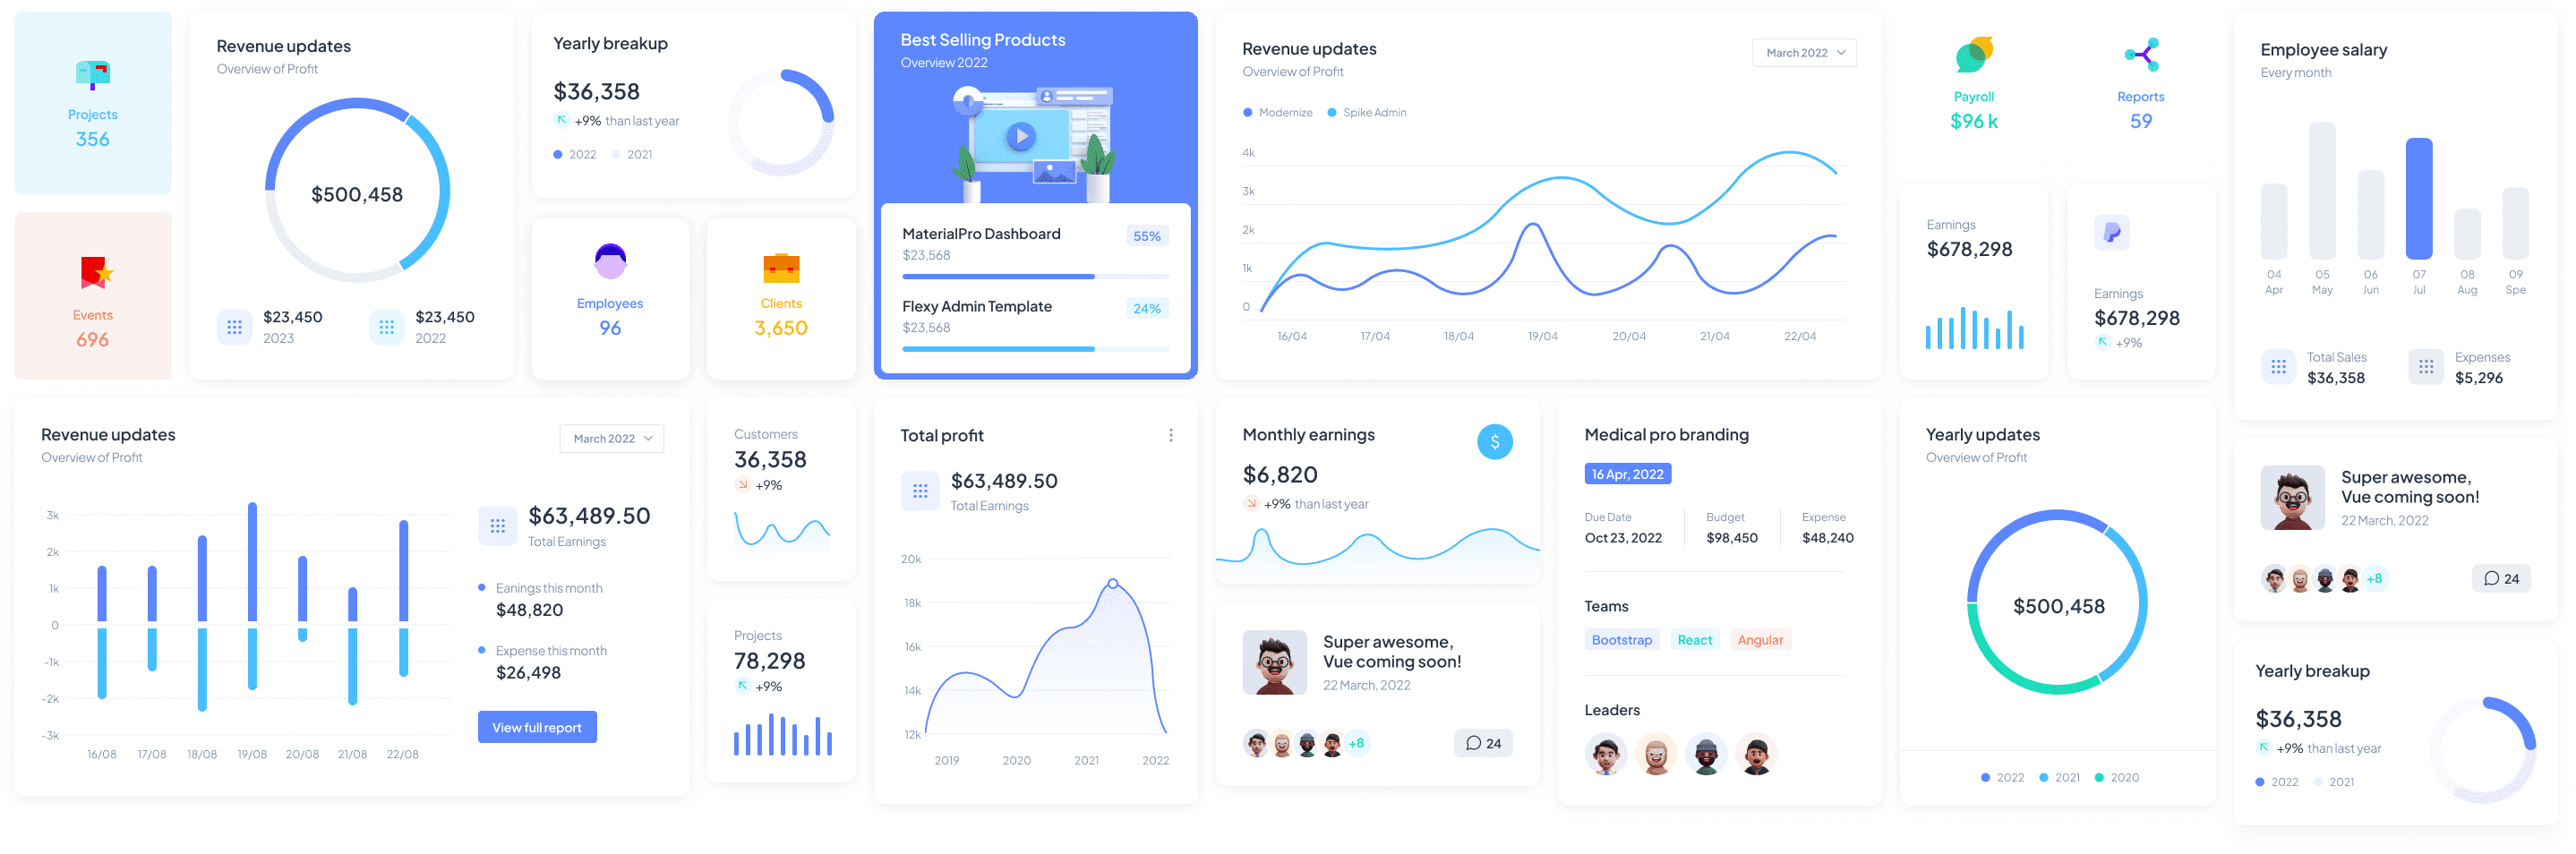 Projects
356
Events
696
Revenue updates
Overview of Profit
$500,458
$23,450
2023
$23,450
2022
Yearly breakup
$36,358
+9% than last year
2022
2021
Employees
96
Clients
3,650
Best Selling Products
Overview 2022
MaterialPro Dashboard
55%
$23,568
Flexy Admin Template
24%
$23,568
Revenue updates
March 2022
Overview of Profit
Modernize
Spike Admin
4k
3k
2k
1k
0
16/04
17/04
18/04
19/04
20/04
21/04
22/04
Payroll
$96 k
Reports
59
Earnings
$678,298
Earnings
$678,298
+9%
Employee salary
Every month
04
Apr
05
May
06
Jun
07
Jul
08
Aug
09
Spe
Total Sales
$36,358
Expenses
$5,296
Revenue updates
Overview of Profit
March 2022
3k
2k
1k
0
-1k
-2k
-3k
16/08
17/08
18/08
19/08
20/08
21/08
22/08
$63,489.50
Total Earnings
Eanings this month
$48,820
Expense this month
$26,498
View full report
Customers
36,358
+9%
Projects
78,298
+9%
Total profit
$63,489.50
Total Earnings
20k
18k
16k
14k
12k
2019
2020
2021
2022
Monthly earnings
$
$6,820
+9% than last year
Super awesome,
Vue coming soon!
22 March, 2022
+8
24
Medical pro branding
16 Apr, 2022
Due Date
Oct 23, 2022
Budget
$98,450
Expense
$48,240
Teams
Bootstrap
React
Angular
Leaders
Yearly updates
Overview of Profit
$500,458
2022
2021
2020
Super awesome,
Vue coming soon!
22 March, 2022
+8
24
Yearly breakup
$36,358
+9% than last year
2022
2021